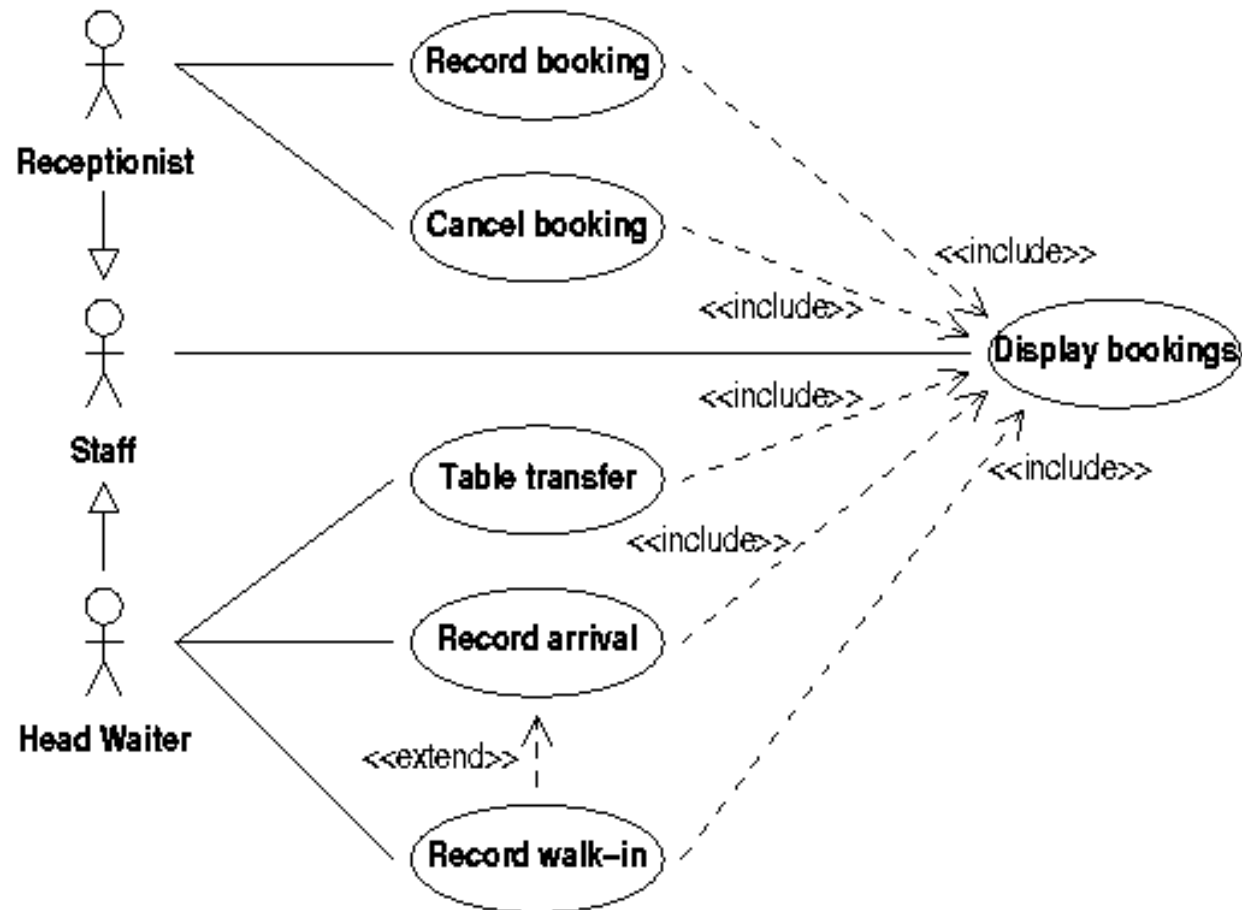 Record booking
Receptionist
Cancel booking
<<include>>
<<include>>
Display bookings
<<include>>
Staff
Table transfer
<<include>>
<<include>>
Record arrival
Head Waiter
<<extend>>
Record walk-in